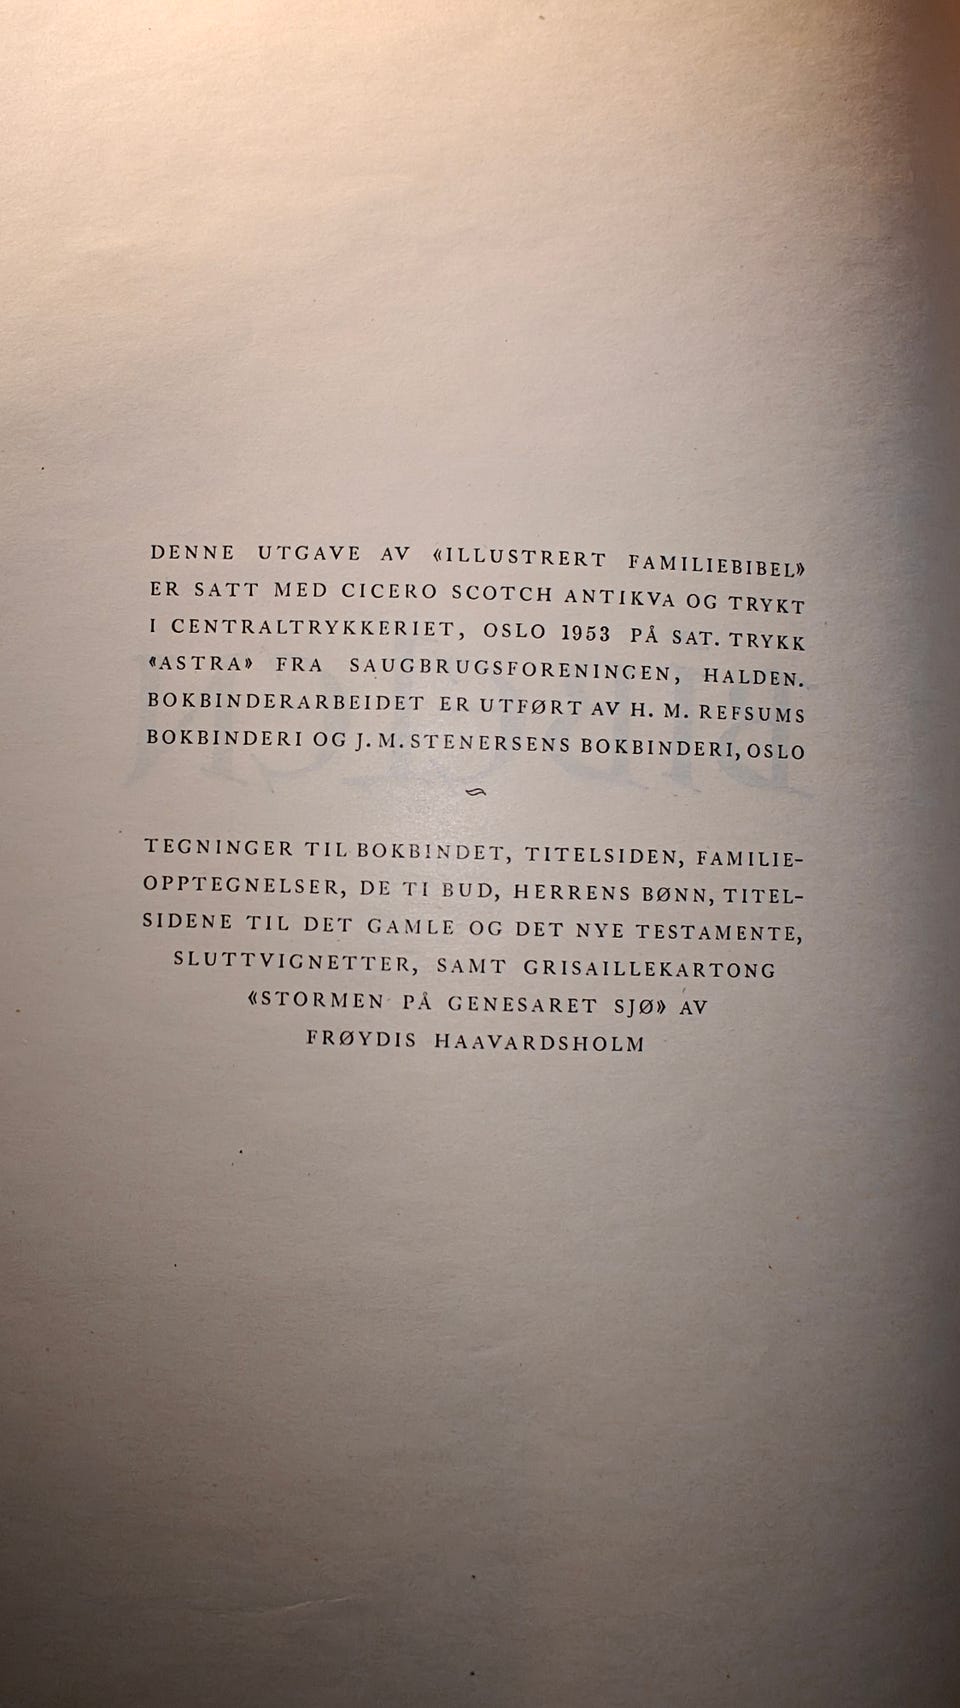 DENNE UTGAVE AV «ILLUSTRERT FAMILIEBIBEL»
ER SATT MED CICERO SCOTCH ANTIKVA OG TRYKT
I CENTRALTRYKKERIET, OSLO 1953 PÅ SAT. TRYKK
«ASTRA» FRA SAUGBRUGSFORENINGEN, HALDEN.
BOKBINDERARBEIDET ER UTFØRT AV H. M. REFSUMS
BOKBINDERI OG J. M. STENERSENS BOKBINDERI, OSLO
TEGNINGER TIL BOKBINDET, TITELSIDEN, FAMILIE-
OPPTEGNELSER, DE TI BUD, HERRENS BØNN, TITEL-
SIDENE TIL DET GAMLE OG DET NYE TESTAMENTE,
SLUTTVIGNETTER, SAMT GRISAILLEKARTONG
«STORMEN PÅ GENESARET SJØ» AV
FRØYDIS HAAVARDSHOLM